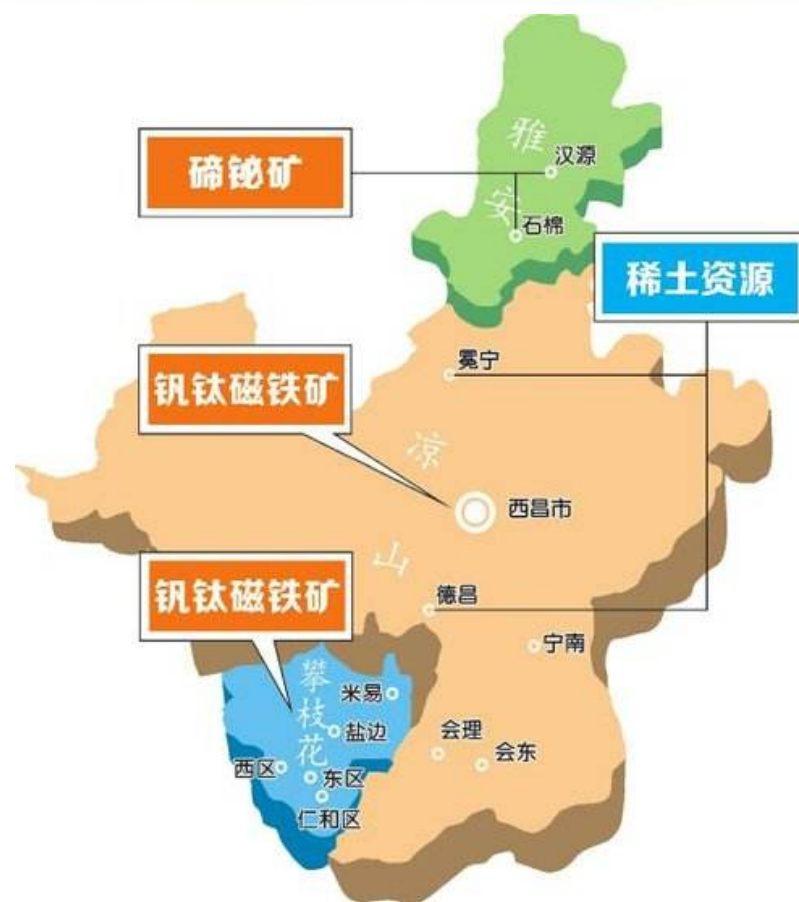 雅安
汉源
碲铋矿
石棉
稀土资源
冕宁
钒钛磁铁矿
凉山
西昌市
钒钛磁铁矿
德昌
宁南
攀枝花
米易
盐边
会理
会东
西区
东区
仁和区